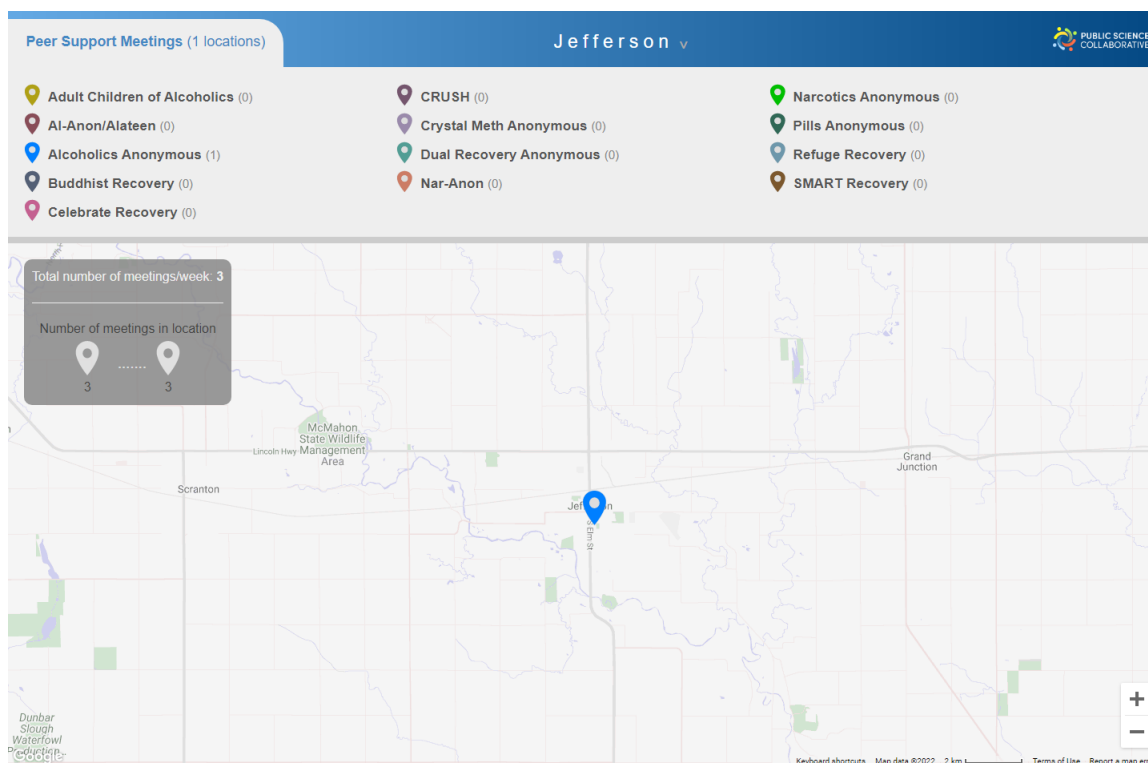 Peer Support Meetings (1 locations)
Jefferson v
PUBLIC SCIENCE
COLLABORATIVE
Adult Children of Alcoholics (0)
Al-Anon/Alateen (0)
Alcoholics Anonymous (1)
Buddhist Recovery (0)
Celebrate Recovery (0)
CRUSH (0)
Crystal Meth Anonymous (0)
Dual Recovery Anonymous (0)
Nar-Anon (0)
Narcotics Anonymous (0)
Pills Anonymous (0)
Refuge Recovery (0)
SMART Recovery (0)
Total number of meetings/week: 3
Number of meetings in location
3 ....... 3
McMahon
State Wildlife
Management
Area
Lincoln Hwy
Grand
Junction
Scranton
S Elm St
Dunbar
Slough
Waterfowl
Google
+
−
Keyboard shortcuts Map data ©2022 2 km Terms of Use Report a map